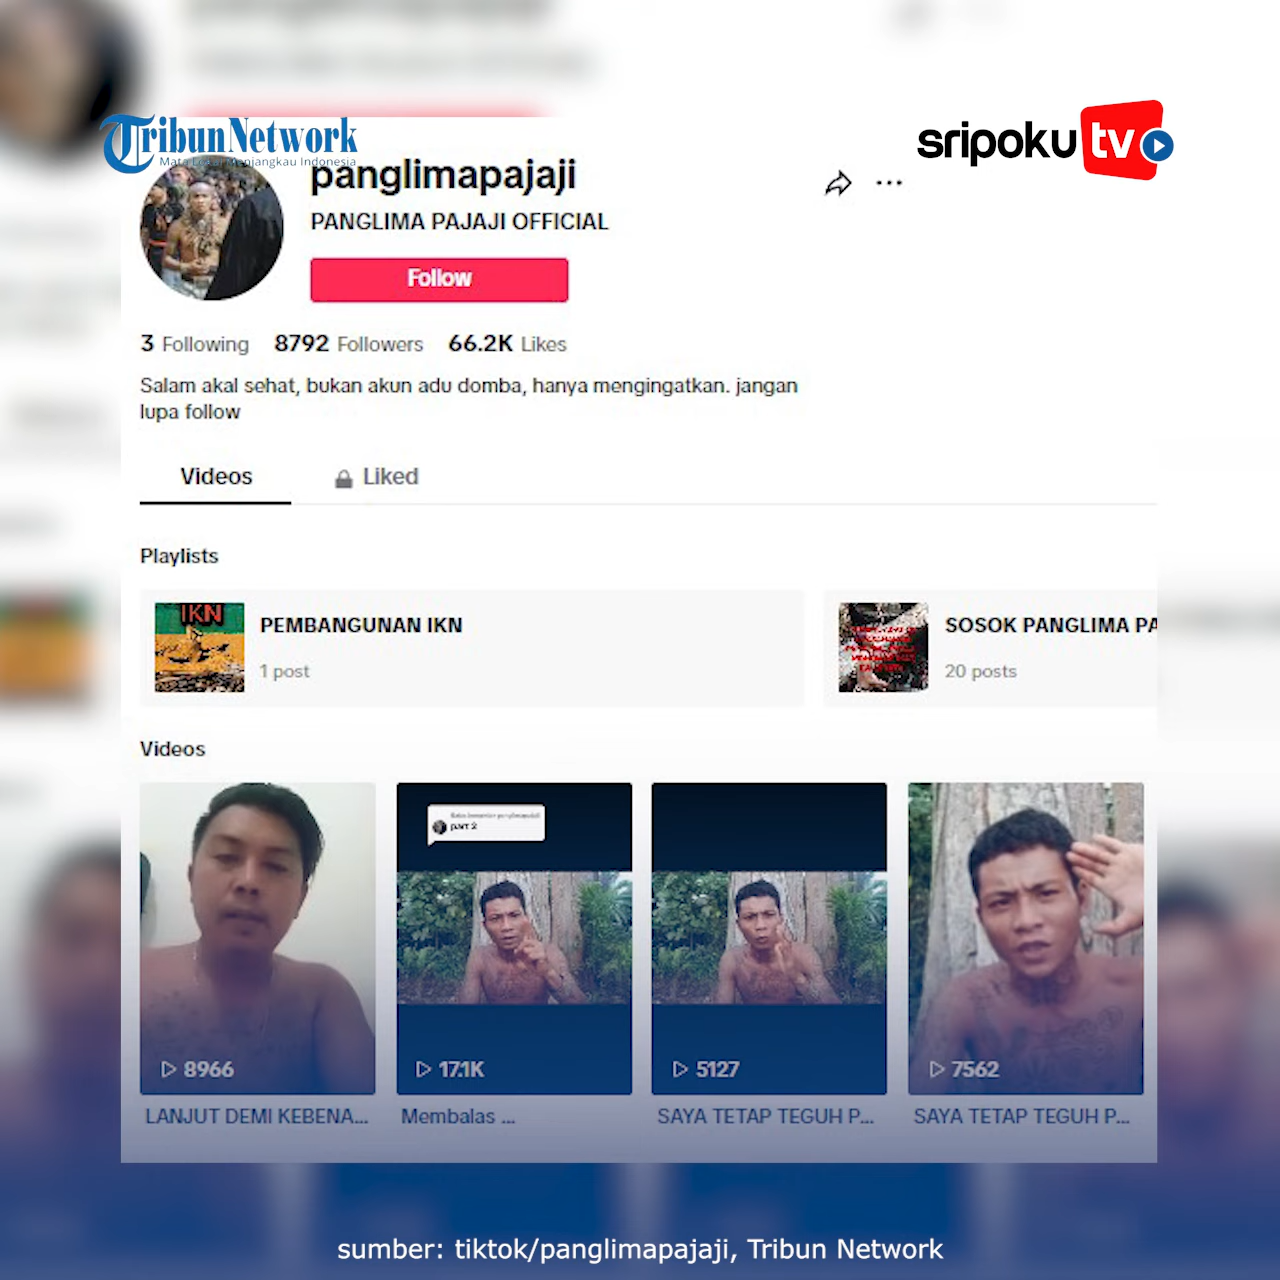 TribunNetwork
Mata Lokal Menjangkau Indonesia
sripoku tv
panglimapajaji
PANGLIMA PAJAJI OFFICIAL
Follow
3 Following 8792 Followers 66.2K Likes
Salam akal sehat, bukan akun adu domba, hanya mengingatkan. jangan
lupa follow
Videos Liked
Playlists
IKN
PEMBANGUNAN IKN
1 post
SOSOK PANGLIMA PA
20 posts
Videos
part 2
8966 17.1K 5127 7562
LANJUT DEMI KEBENA... Membalas ... SAYA TETAP TEGUH P... SAYA TETAP TEGUH P...
sumber: tiktok/panglimapajaji, Tribun Network